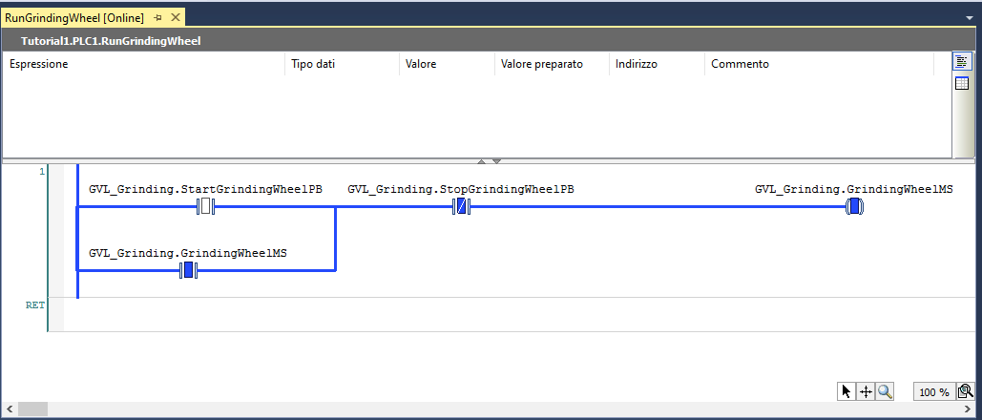 RunGrindingWheel [Online]
Tutorial1.PLC1.RunGrindingWheel
Espressione Tipo dati Valore Valore preparato Indirizzo Commento
1
GVL_Grinding.StartGrindingWheelPB GVL_Grinding.StopGrindingWheelPB GVL_Grinding.GrindingWheelMS
GVL_Grinding.GrindingWheelMS
RET
100 %